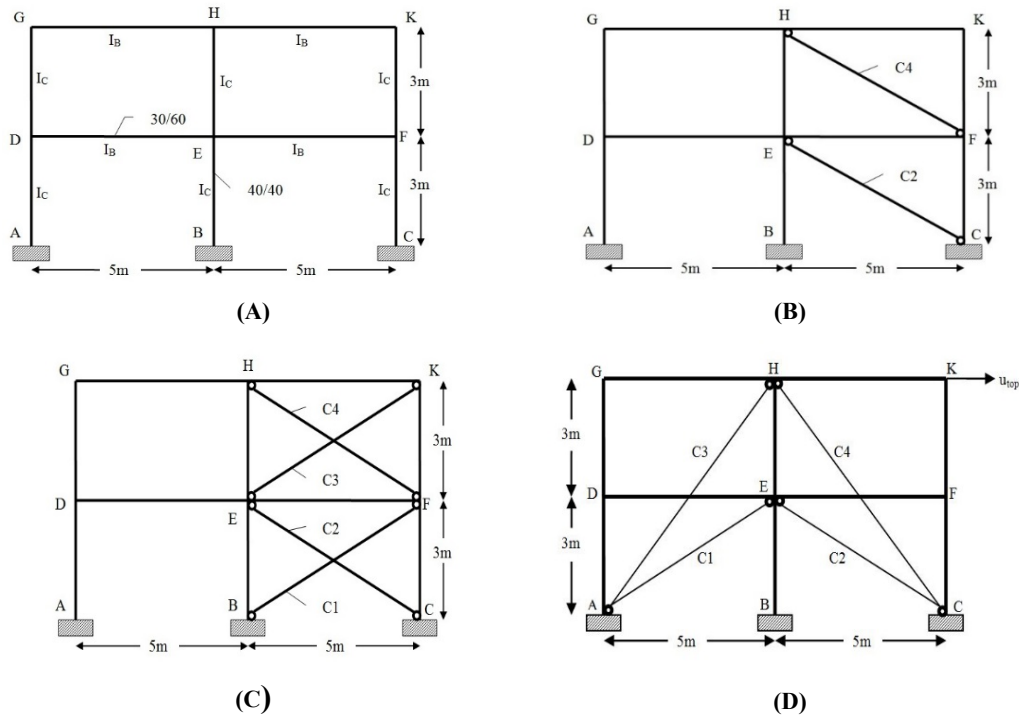 G H K
I_B I_B
I_C I_C I_C 3m
30/60
D F
I_B E I_B
40/40
I_C I_C I_C 3m
A B C
5m 5m
(A)
G H K
C4 3m
D F
E
C2 3m
A B C
5m 5m
(B)
G H K
C4
3m
C3
D E F
C2
3m
A B C1 C
5m 5m
(C)
G H K u_top
3m
C3 C4
D E F
3m
C1 C2
A B C
5m 5m
(D)